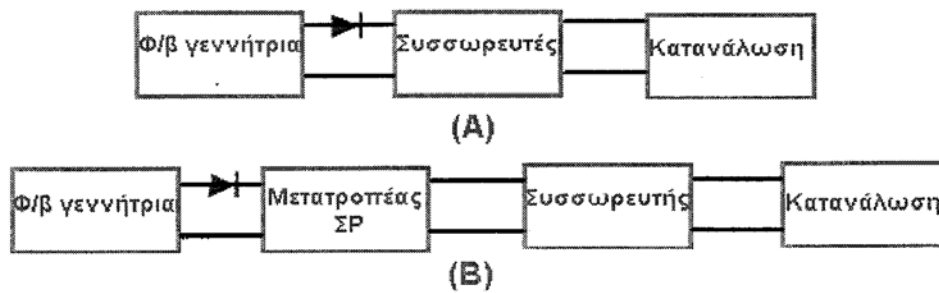 Φ/β γεννήτρια
Συσσωρευτές
Κατανάλωση
(A)
Φ/β γεννήτρια
Μετατροπέας
ΣΡ
Συσσωρευτής
Κατανάλωση
(B)